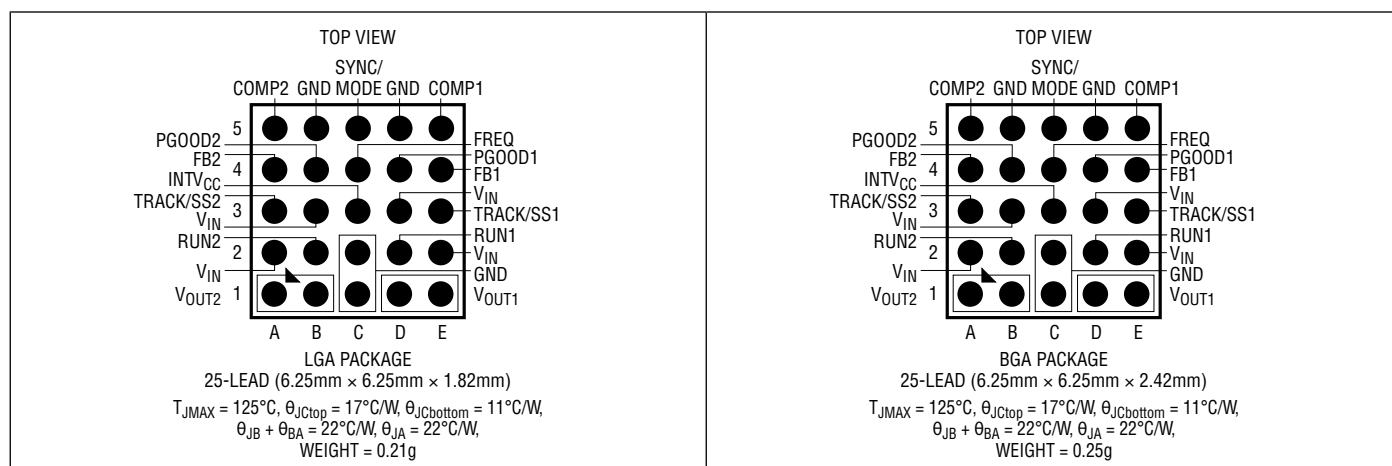 TOP VIEW
SYNC/
COMP2 GND MODE GND COMP1
5
PGOOD2
FREQ
FB2
4
PGOOD1
FB1
INTVCC
VIN
TRACK/SS2
3
TRACK/SS1
VIN
RUN2
RUN1
2
VIN
VIN
GND
VOUT2
1
VOUT1
A B C D E
LGA PACKAGE
25-LEAD (6.25mm × 6.25mm × 1.82mm)
TJMAX = 125°C, θJCtop = 17°C/W, θJCbottom = 11°C/W,
θJB + θBA = 22°C/W, θJA = 22°C/W,
WEIGHT = 0.21g
TOP VIEW
SYNC/
COMP2 GND MODE GND COMP1
5
PGOOD2
FREQ
FB2
4
PGOOD1
FB1
INTVCC
VIN
TRACK/SS2
3
TRACK/SS1
VIN
RUN2
RUN1
2
VIN
VIN
GND
VOUT2
1
VOUT1
A B C D E
BGA PACKAGE
25-LEAD (6.25mm × 6.25mm × 2.42mm)
TJMAX = 125°C, θJCtop = 17°C/W, θJCbottom = 11°C/W,
θJB + θBA = 22°C/W, θJA = 22°C/W,
WEIGHT = 0.25g